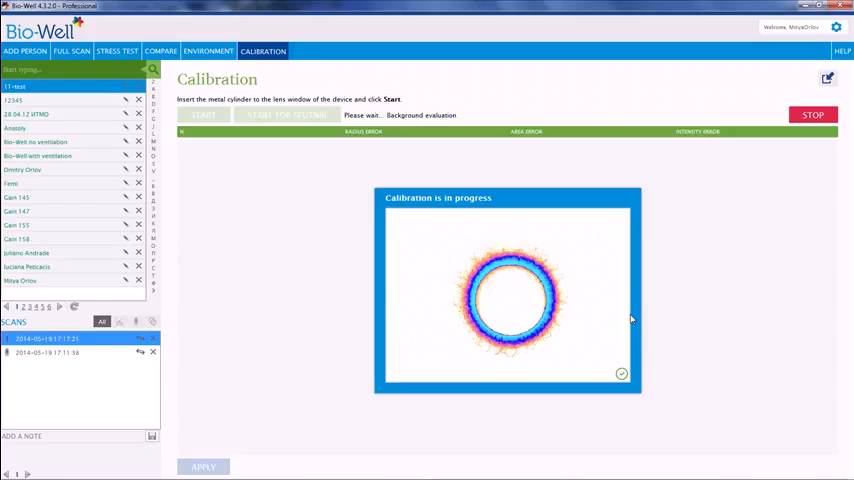 Bio-Well 4.3.2.0 - Professional
Bio-Well
Welcome, MityaOrlov
ADD PERSON FULL SCAN STRESS TEST COMPARE ENVIRONMENT CALIBRATION HELP
Start typing...
11-test
12345
28.04.12 ИТМО
Anatoly
Bio-Well no ventilation
Bio-Well with ventilation
Dmitry Orlov
Femi
Gain 145
Gain 147
Gain 155
Gain 158
Juliano Andrade
luciana Peticacis
Mitya Orlov
1 2 3 4 5 6
SCANS All
2014-05-19 17:17:21
2014-05-19 17:11:38
ADD A NOTE
1
Calibration
Insert the metal cylinder to the lens window of the device and click Start.
START START FOR SPUTNIK Please wait... Background evaluation. STOP
N RADIUS ERROR AREA ERROR INTENSITY ERROR
Calibration is in progress
APPLY